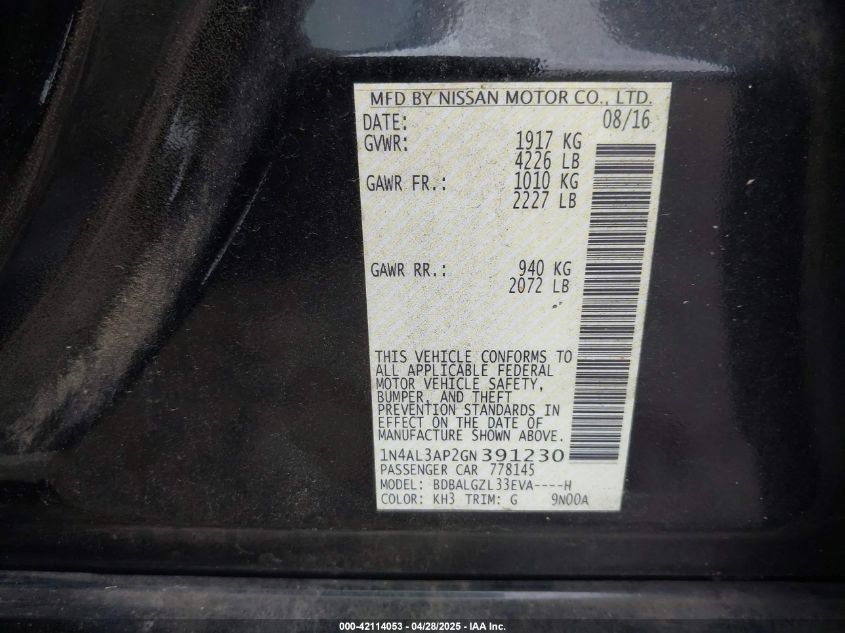 MFD BY NISSAN MOTOR CO., LTD.
DATE: 08/16
GVWR: 1917 KG
4226 LB
GAWR FR.: 1010 KG
2227 LB
GAWR RR.: 940 KG
2072 LB
THIS VEHICLE CONFORMS TO
ALL APPLICABLE FEDERAL
MOTOR VEHICLE SAFETY,
BUMPER, AND THEFT
PREVENTION STANDARDS IN
EFFECT ON THE DATE OF
MANUFACTURE SHOWN ABOVE.
1N4AL3AP2GN391230
PASSENGER CAR 778145
MODEL: BDBALGZL33EVA----H
COLOR: KH3 TRIM: G 9N00A
000-42114053 / 04/28/2025 - IAA Inc.